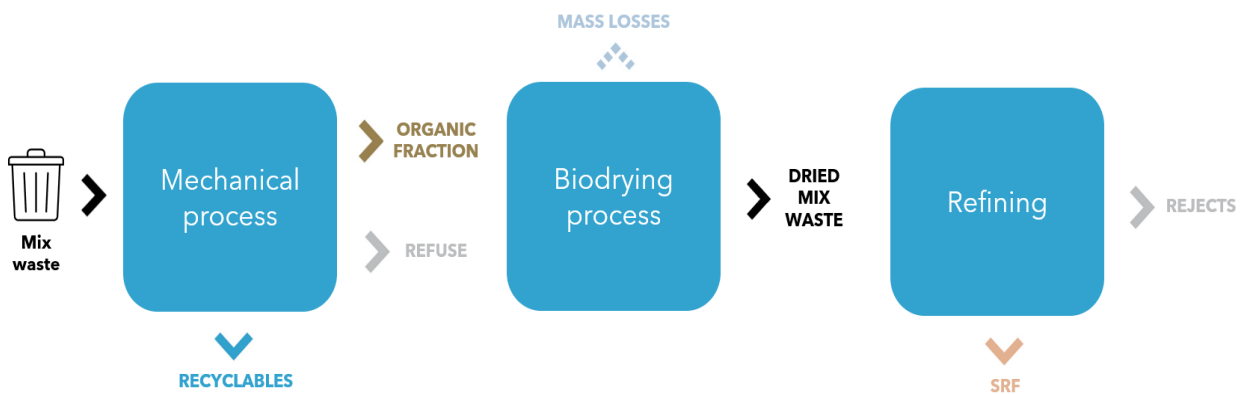 MASS LOSSES
Mix
waste
Mechanical
process
ORGANIC
FRACTION
REFUSE
RECYCLABLES
Biodrying
process
DRIED
MIX
WASTE
Refining
REJECTS
SRF